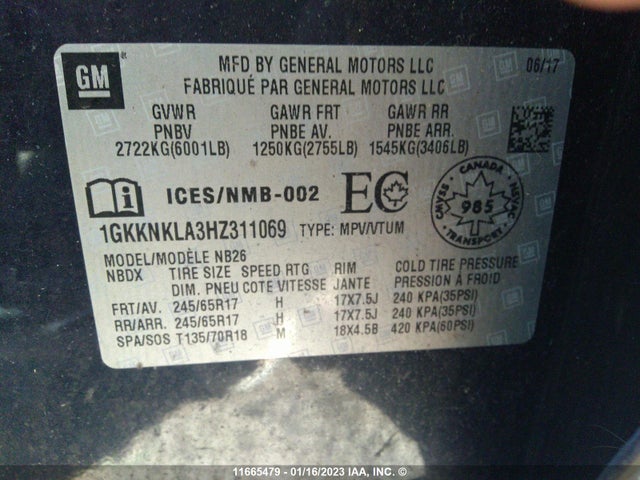 GM
MFD BY GENERAL MOTORS LLC
06/17
FABRIQUÉ PAR GENERAL MOTORS LLC
GVWR GAWR FRT GAWR RR
PNBV PNBE AV. PNBE ARR.
2722KG(6001LB) 1250KG(2755LB) 1545KG(3406LB)
ICES/NMB-002 EC
CANADA
CMVSS 985 NSVAC
TRANSPORT
1GKKNKLA3HZ311069 TYPE: MPV/VTUM
MODEL/MODÈLE NB26
NBDX TIRE SIZE SPEED RTG RIM COLD TIRE PRESSURE
DIM. PNEU COTE VITESSE JANTE PRESSION À FROID
FRT/AV. 245/65R17 H 17X7.5J 240 KPA(35PSI)
RR/ARR. 245/65R17 H 17X7.5J 240 KPA(35PSI)
SPA/SOS T135/70R18 M 18X4.5B 420 KPA(60PSI)
11665479 - 01/16/2023 IAA, INC. ©